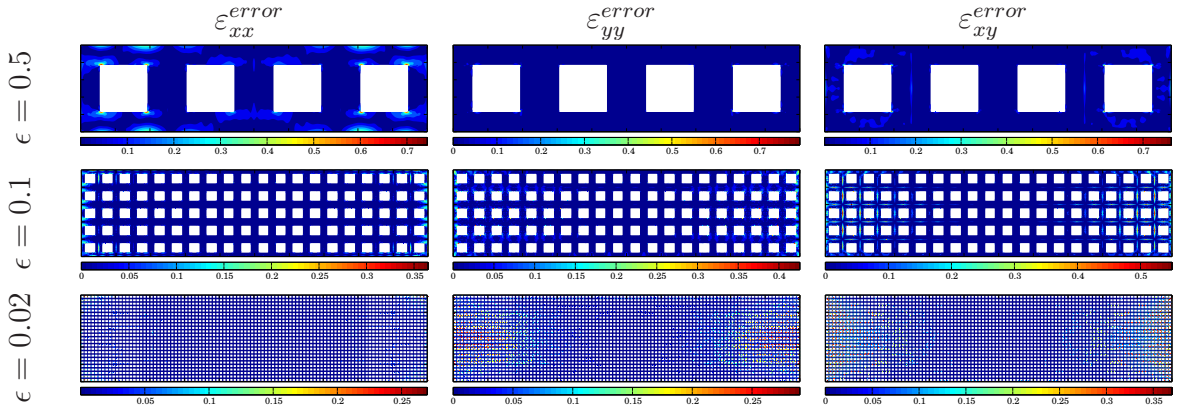 ε_{xx}^{error} ε_{yy}^{error} ε_{xy}^{error}
ϵ = 0.5
0.1 0.2 0.3 0.4 0.5 0.6 0.7
0 0.1 0.2 0.3 0.4 0.5 0.6 0.7
0.1 0.2 0.3 0.4 0.5 0.6 0.7
ϵ = 0.1
0 0.05 0.1 0.15 0.2 0.25 0.3 0.35
0 0.05 0.1 0.15 0.2 0.25 0.3 0.35 0.4
0.1 0.2 0.3 0.4 0.5
ϵ = 0.02
0.05 0.1 0.15 0.2 0.25
0 0.05 0.1 0.15 0.2 0.25
0.05 0.1 0.15 0.2 0.25 0.3 0.35